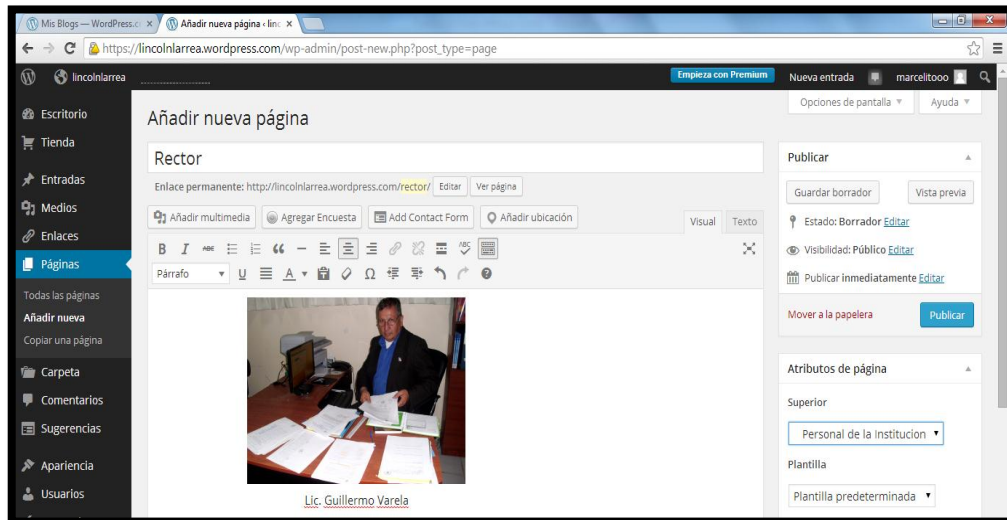 Mis Blogs — WordPress.c
Añadir nueva página ‹ linc
https://lincolnlarrea.wordpress.com/wp-admin/post-new.php?post_type=page
lincolnlarrea
Empieza con Premium
Nueva entrada
marcelitooo
Opciones de pantalla
Ayuda
Escritorio
Tienda
Entradas
Medios
Enlaces
Páginas
Todas las páginas
Añadir nueva
Copiar una página
Carpeta
Comentarios
Sugerencias
Apariencia
Usuarios
Añadir nueva página
Rector
Enlace permanente: http://lincolnlarrea.wordpress.com/rector/ Editar Ver página
Añadir multimedia Agregar Encuesta Add Contact Form Añadir ubicación
Visual Texto
B I ABC ABC
Párrafo U A T Ω
Lic. Guillermo Varela
Publicar
Guardar borrador Vista previa
Estado: Borrador Editar
Visibilidad: Público Editar
Publicar inmediatamente Editar
Mover a la papelera Publicar
Atributos de página
Superior
Personal de la Institucion
Plantilla
Plantilla predeterminada